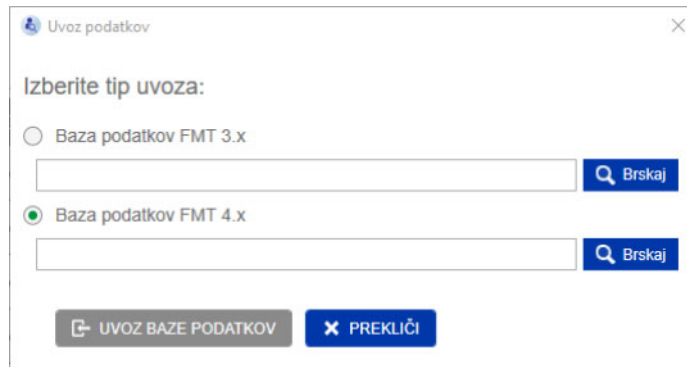 Uvoz podatkov
Izberite tip uvoza:
Baza podatkov FMT 3.x
Brskaj
Baza podatkov FMT 4.x
Brskaj
UVOZ BAZE PODATKOV PREKLIČI